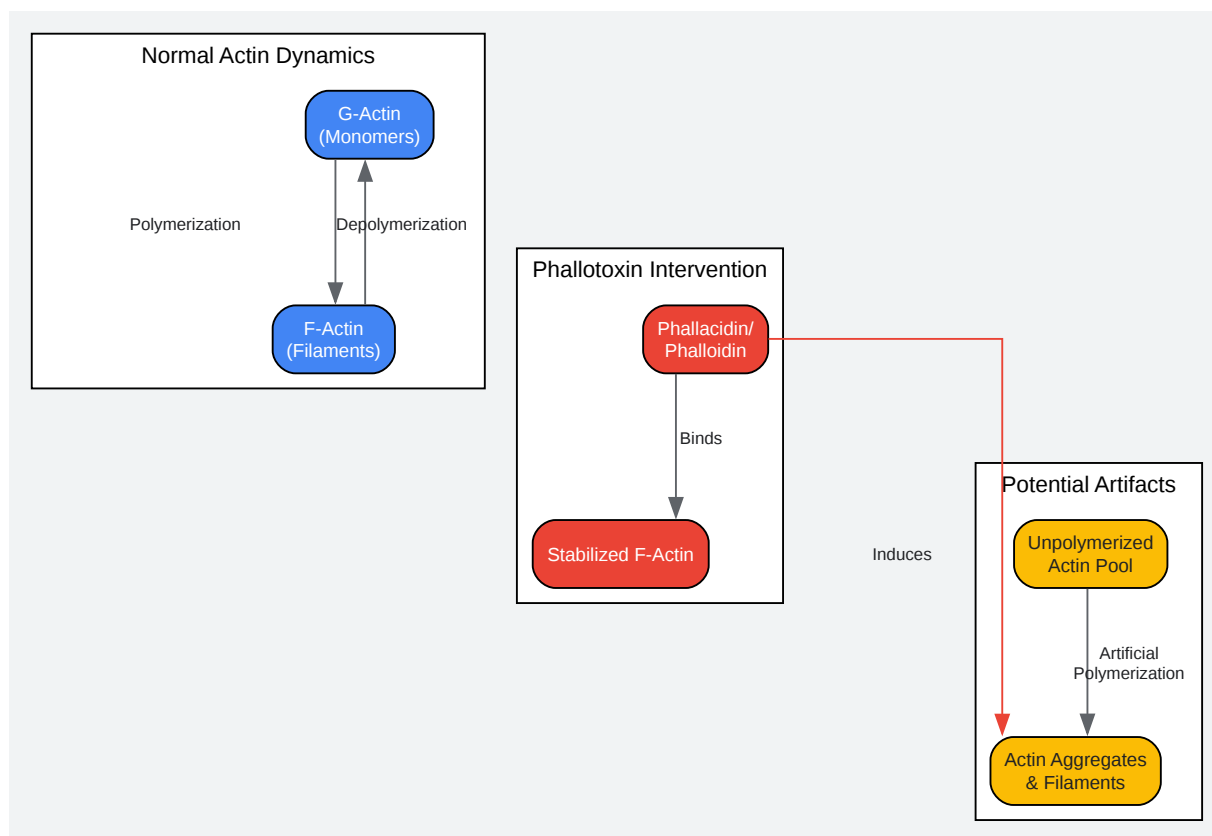 Normal Actin Dynamics
G-Actin
(Monomers)
Polymerization
Depolymerization
F-Actin
(Filaments)
Phallotoxin Intervention
Phallacidin/
Phalloidin
Binds
Stabilized F-Actin
Induces
Potential Artifacts
Unpolymerized
Actin Pool
Artificial
Polymerization
Actin Aggregates
& Filaments